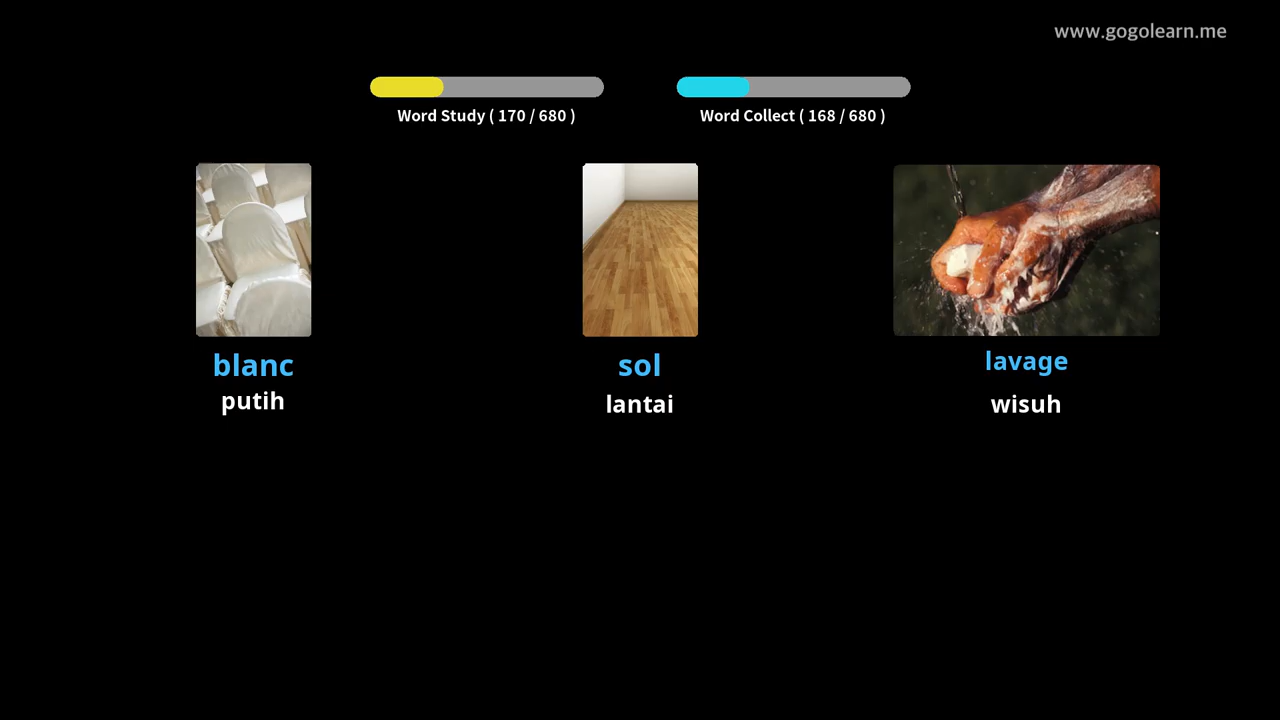 www.gogolearn.me
Word Study ( 170 / 680 )
Word Collect ( 168 / 680 )
blanc
putih
sol
lantai
lavage
wisuh